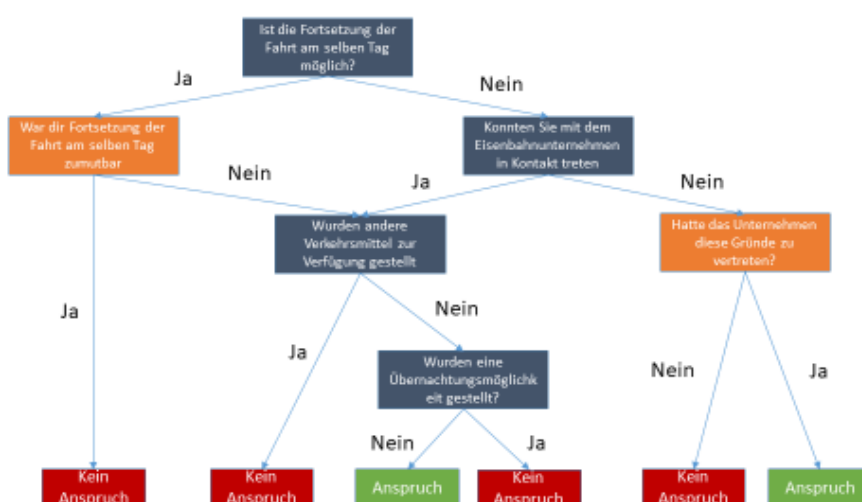 Ist die Fortsetzung der
Fahrt am selben Tag
möglich?
Ja
Nein
War dir Fortsetzung der
Fahrt am selben Tag
zumutbar
Konnten Sie mit dem
Eisenbahnunternehmen
in Kontakt treten
Nein
Ja
Nein
Wurden andere
Verkehrsmittel zur
Verfügung gestellt
Hatte das Unternehmen
diese Gründe zu
vertreten?
Ja
Nein
Ja
Wurden eine
Übernachtungsmöglichk
eit gestellt?
Nein
Ja
Nein
Ja
Kein
Anspruch
Kein
Anspruch
Anspruch
Kein
Anspruch
Kein
Anspruch
Anspruch